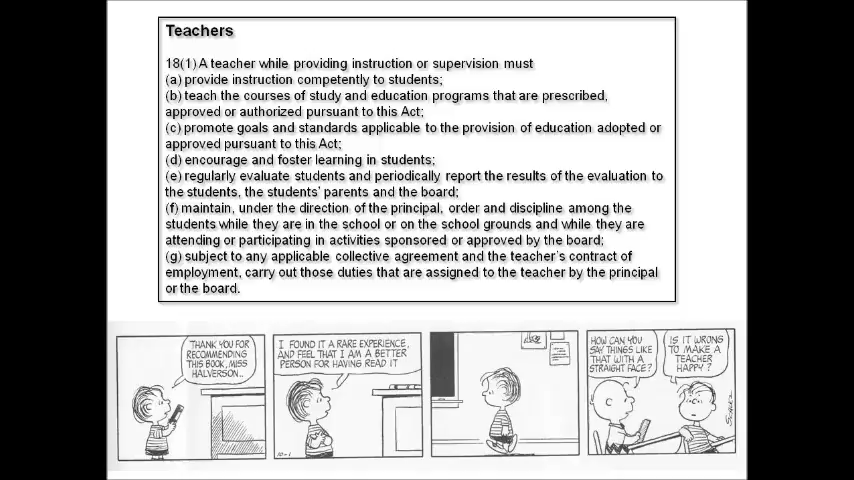 Teachers
18(1) A teacher while providing instruction or supervision must
(a) provide instruction competently to students;
(b) teach the courses of study and education programs that are prescribed,
approved or authorized pursuant to this Act;
(c) promote goals and standards applicable to the provision of education adopted or
approved pursuant to this Act;
(d) encourage and foster learning in students;
(e) regularly evaluate students and periodically report the results of the evaluation to
the students, the students' parents and the board;
(f) maintain, under the direction of the principal, order and discipline among the
students while they are in the school or on the school grounds and while they are
attending or participating in activities sponsored or approved by the board;
(g) subject to any applicable collective agreement and the teacher's contract of
employment, carry out those duties that are assigned to the teacher by the principal
or the board.
THANK YOU FOR
RECOMMENDING
THIS BOOK, MISS
HALVERSON..
I FOUND IT A RARE EXPERIENCE,
AND FEEL THAT I AM A BETTER
PERSON FOR HAVING READ IT
10-1
HOW CAN YOU
SAY THINGS LIKE
THAT WITH A
STRAIGHT FACE?
IS IT WRONG
TO MAKE A
TEACHER
HAPPY?